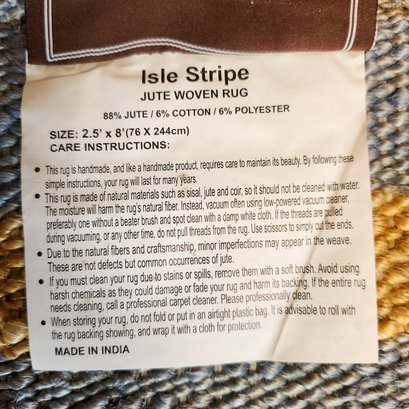 Isle Stripe
JUTE WOVEN RUG
88% JUTE / 6% COTTON / 6% POLYESTER
SIZE: 2.5' x 8'(76 X 244cm)
CARE INSTRUCTIONS:
• This rug is handmade, and like a handmade product, requires care to maintain its beauty. By following these
simple instructions, your rug will last for many years.
• This rug is made of natural materials such as sisal, jute and coir, so it should not be cleaned with water.
The moisture will harm the rug's natural fiber. Instead, vacuum often using low-powered vacuum cleaner,
preferably one without a beater brush and spot clean with a damp white cloth. If the threads are pulled
during vacuuming, or any other time, do not pull threads from the rug. Use scissors to simply cut the ends.
• Due to the natural fibers and craftsmanship, minor imperfections may appear in the weave.
These are not defects but common occurrences of jute.
• If you must clean your rug due to stains or spills, remove them with a soft brush. Avoid using
harsh chemicals as they could damage or fade your rug and harm its backing. If the entire rug
needs cleaning, call a professional carpet cleaner. Please professionally clean.
• When storing your rug, do not fold or put in an airtight plastic bag. It is advisable to roll with
the rug backing showing, and wrap it with a cloth for protection.
MADE IN INDIA